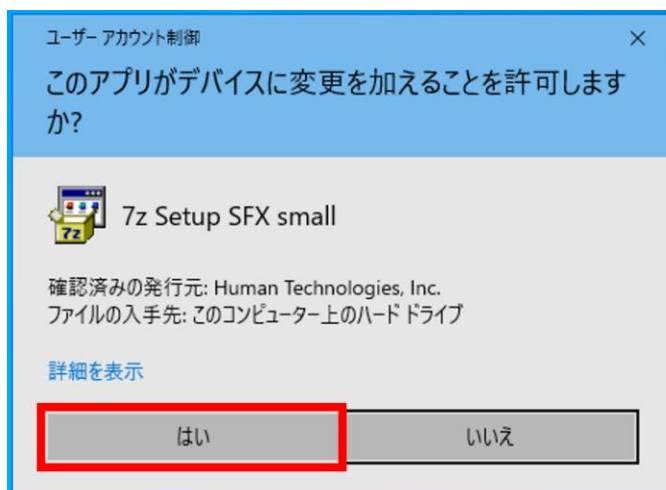 ユーザー アカウント制御
このアプリがデバイスに変更を加えることを許可します
か?
7z
7z Setup SFX small
確認済みの発行元: Human Technologies, Inc.
ファイルの入手先: このコンピューター上のハード ドライブ
詳細を表示
はい
いいえ